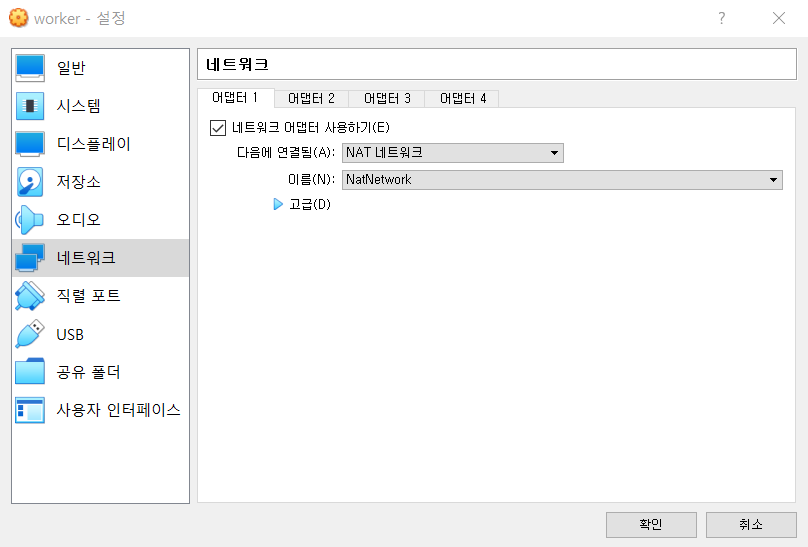 worker - 설정
일반
시스템
디스플레이
저장소
오디오
네트워크
직렬 포트
USB
공유 폴더
사용자 인터페이스
네트워크
어댑터 1 어댑터 2 어댑터 3 어댑터 4
네트워크 어댑터 사용하기(E)
다음에 연결됨(A): NAT 네트워크
이름(N): NatNetwork
고급(D)
확인 취소